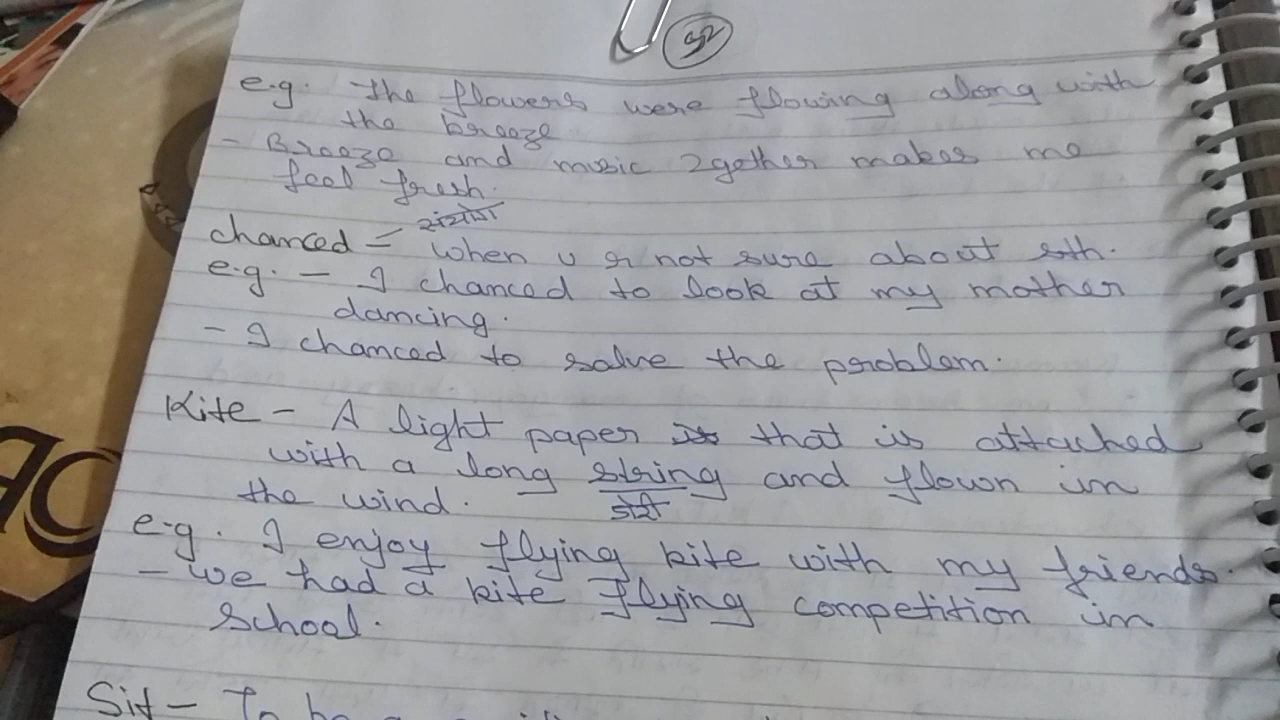 52
e.g. The flowers were flowing along with
the breeze
- Breeze and music 2gether makes me
feel fresh.
संयोग
chanced = When u r not sure about sth.
e.g. - I chanced to look at my mother
dancing.
- I chanced to solve the problem.
Kite - A light paper that is attached
with a long string and flown in
the wind. डोरी
e.g. I enjoy flying kite with my friends.
- We had a kite flying competition in
School.
Sit - To be a